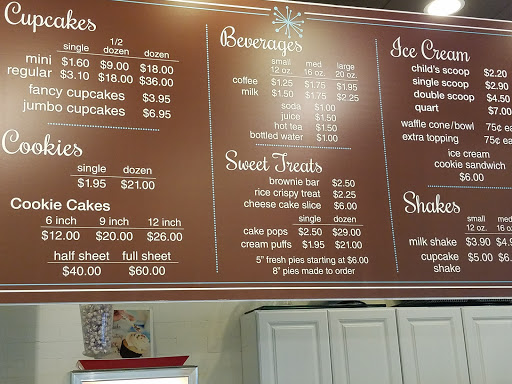 Cupcakes
single 1/2 dozen dozen
mini $1.60 $9.00 $18.00
regular $3.10 $18.00 $36.00
fancy cupcakes $3.95
jumbo cupcakes $6.95
Cookies
single dozen
$1.95 $21.00
Cookie Cakes
6 inch 9 inch 12 inch
$12.00 $20.00 $26.00
half sheet full sheet
$40.00 $60.00
Beverages
small 12 oz. med 16 oz. large 20 oz.
coffee $1.25 $1.75 $1.95
milk $1.50 $1.75 $2.25
soda $1.00
juice $1.50
hot tea $1.50
bottled water $1.00
Sweet Treats
brownie bar $2.50
rice crispy treat $2.25
cheese cake slice $6.00
single dozen
cake pops $2.50 $29.00
cream puffs $1.95 $21.00
5" fresh pies starting at $6.00
8" pies made to order
Ice Cream
child's scoop $2.20
single scoop $2.90
double scoop $4.50
quart $7.00
waffle cone/bowl 75¢ ea
extra topping 75¢ ea
ice cream
cookie sandwich
$6.00
Shakes
small 12 oz. med 16
milk shake $3.90 $4.9
cupcake shake $5.00 $6.